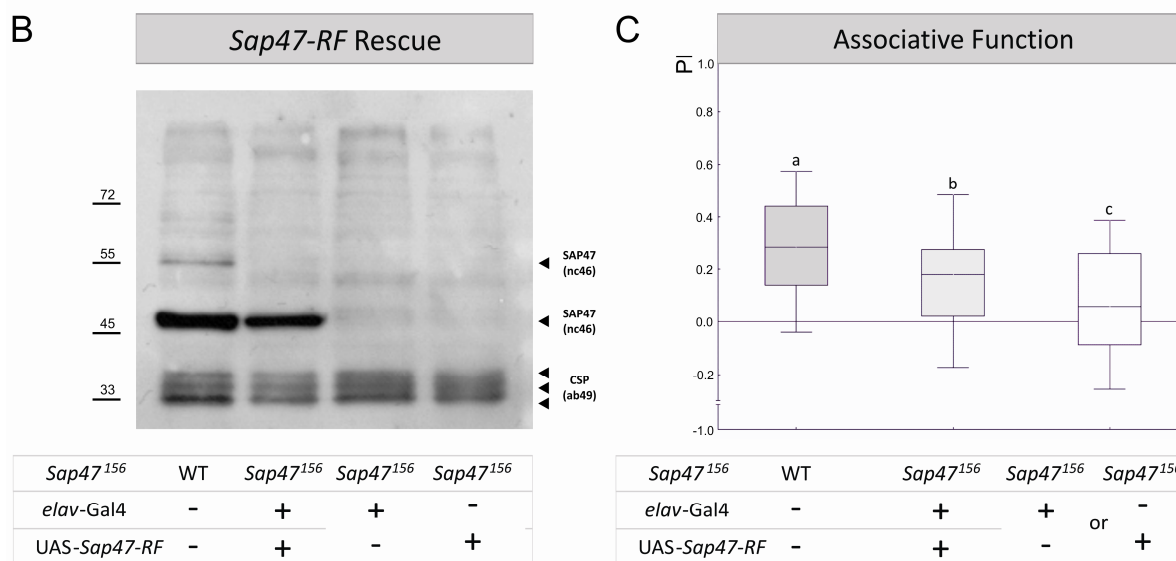 B
Sap47-RF Rescue
72
55
45
33
SAP47
(nc46)
SAP47
(nc46)
CSP
(ab49)
Sap47¹⁵⁶ WT Sap47¹⁵⁶ Sap47¹⁵⁶ Sap47¹⁵⁶
elav-Gal4 - + + -
UAS-Sap47-RF - + - +
C
Associative Function
PI
1.0
0.8
0.6
0.4
0.2
0.0
-0.2
-1.0
a
b
c
Sap47¹⁵⁶ WT Sap47¹⁵⁶ Sap47¹⁵⁶ Sap47¹⁵
elav-Gal4 - + + -
or
UAS-Sap47-RF - + - +